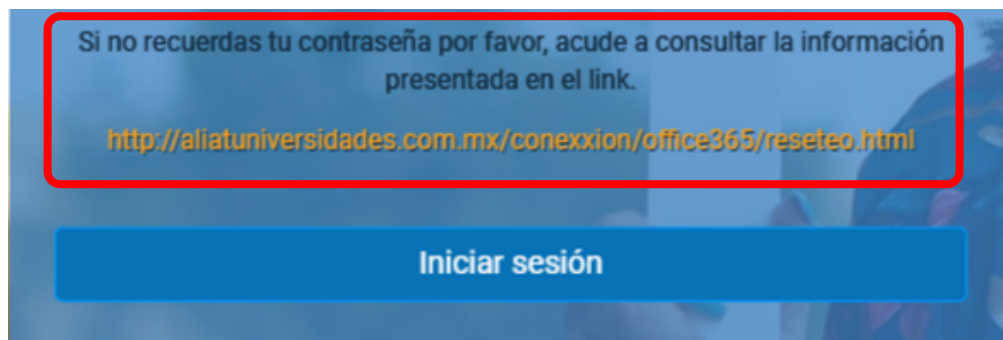 Si no recuerdas tu contraseña por favor, acude a consultar la información
presentada en el link.
http://aliatuniversidades.com.mx/conexxion/office365/reseteo.html
Iniciar sesión